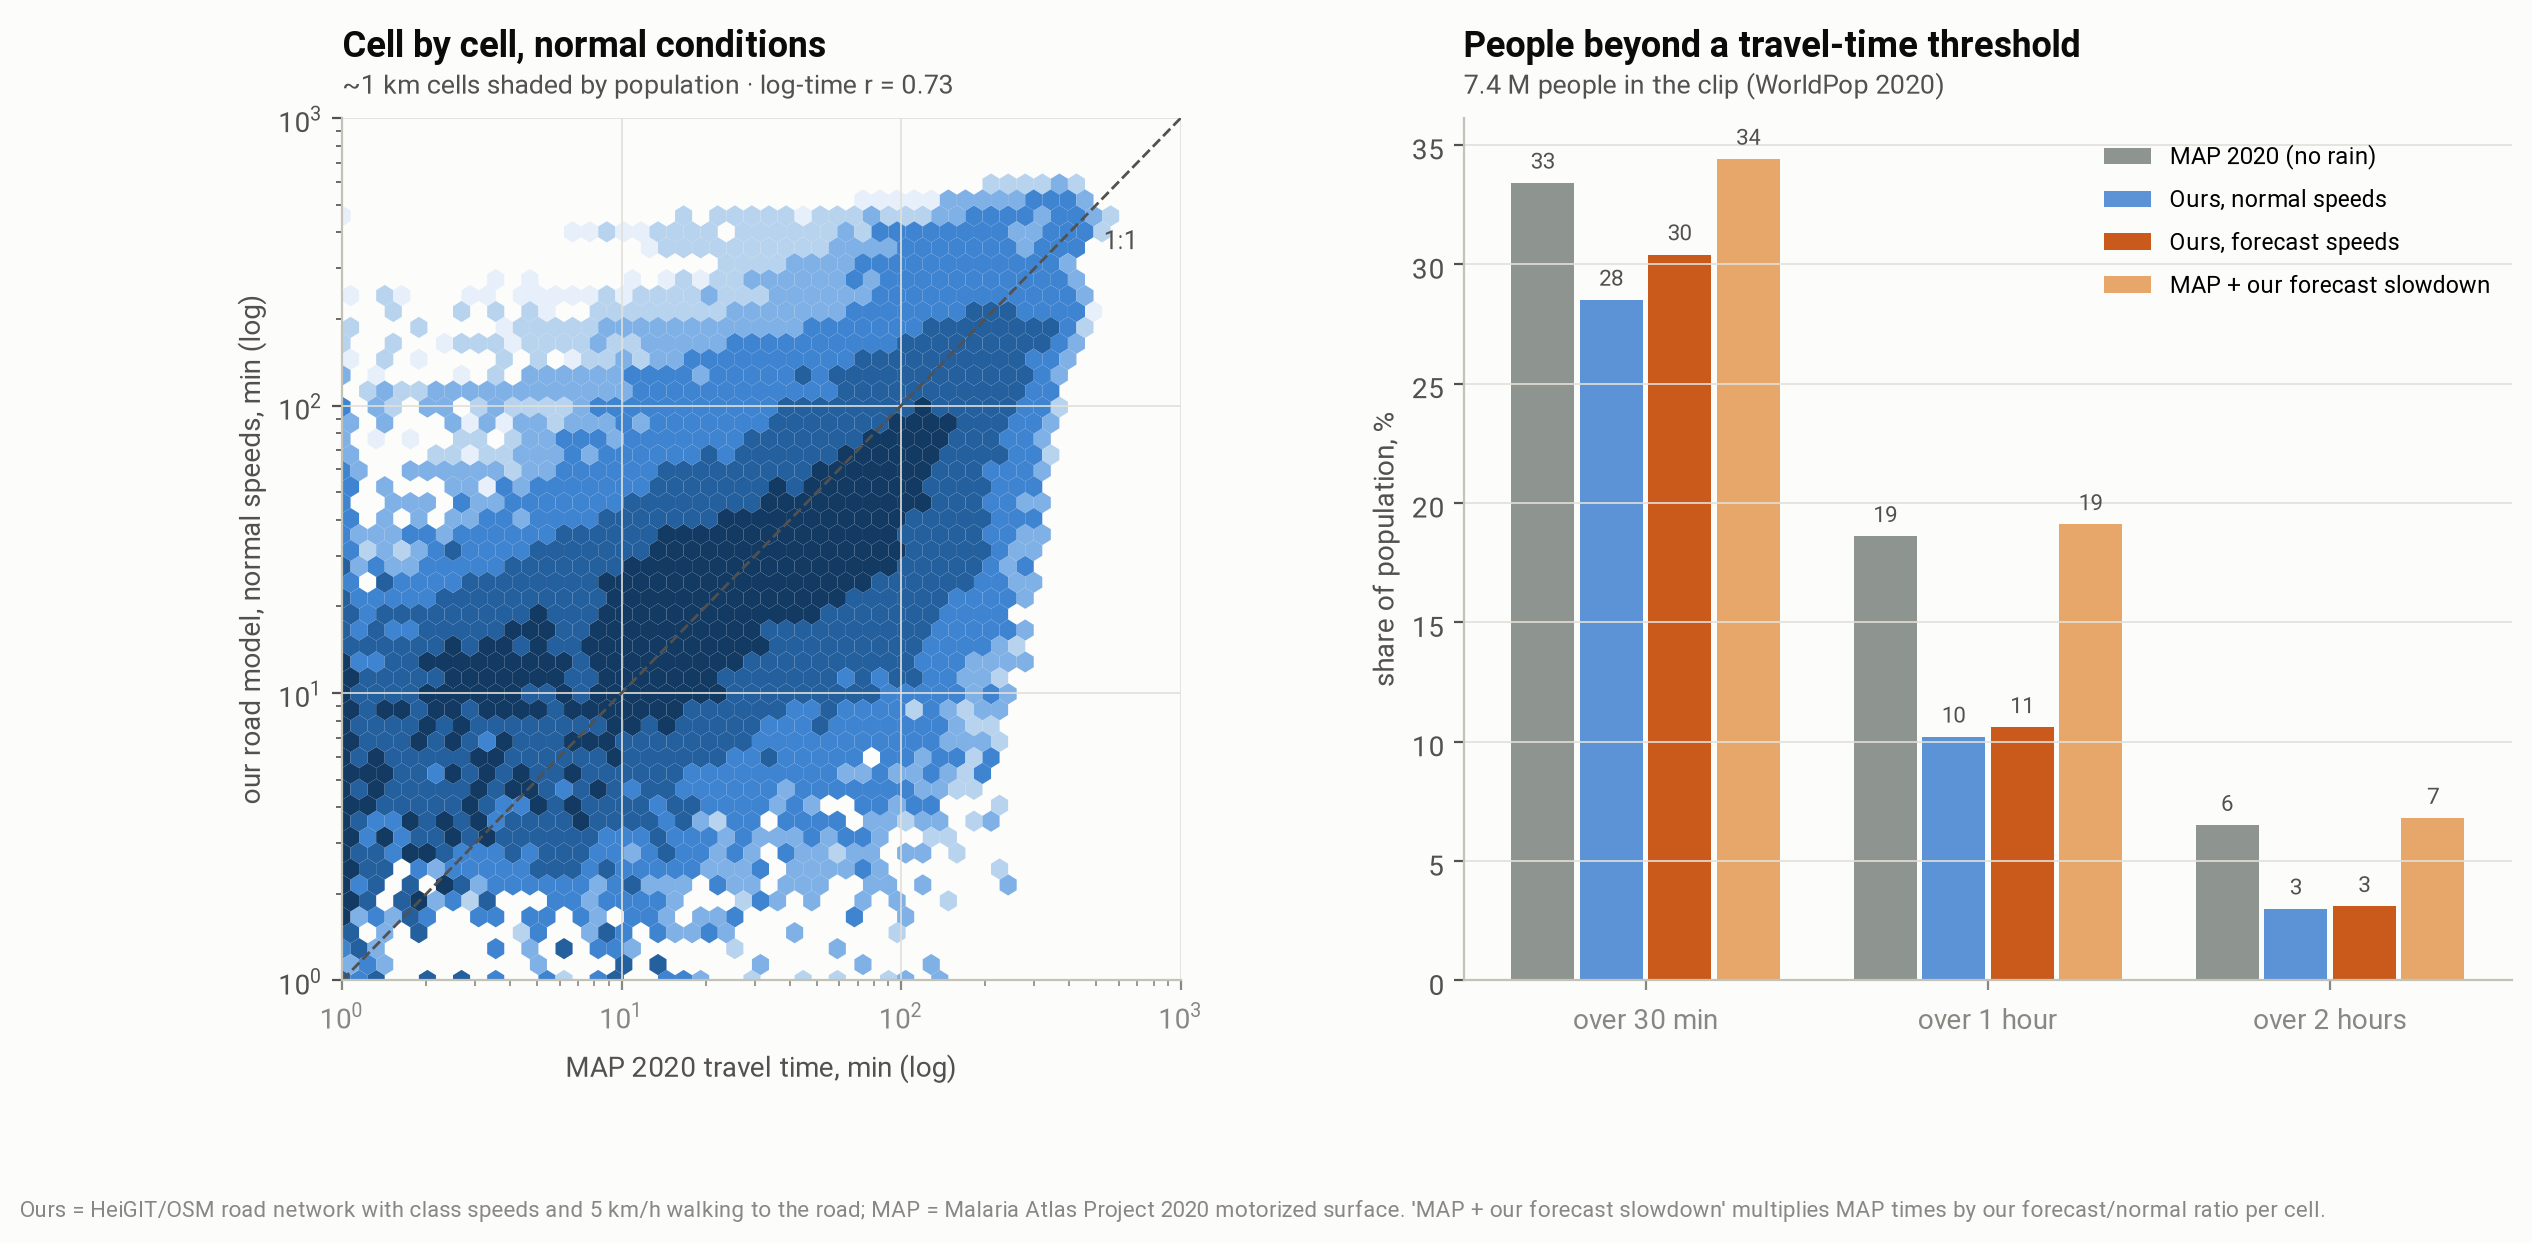 Cell by cell, normal conditions
~1 km cells shaded by population · log-time r = 0.73
10³
10²
10¹
10⁰
our road model, normal speeds, min (log)
1:1
10⁰ 10¹ 10² 10³
MAP 2020 travel time, min (log)
People beyond a travel-time threshold
7.4 M people in the clip (WorldPop 2020)
35
30
25
20
15
10
5
0
share of population, %
33 28 30 34
19 10 11 19
6 3 3 7
MAP 2020 (no rain)
Ours, normal speeds
Ours, forecast speeds
MAP + our forecast slowdown
over 30 min over 1 hour over 2 hours
Ours = HeiGIT/OSM road network with class speeds and 5 km/h walking to the road; MAP = Malaria Atlas Project 2020 motorized surface. 'MAP + our forecast slowdown' multiplies MAP times by our forecast/normal ratio per cell.